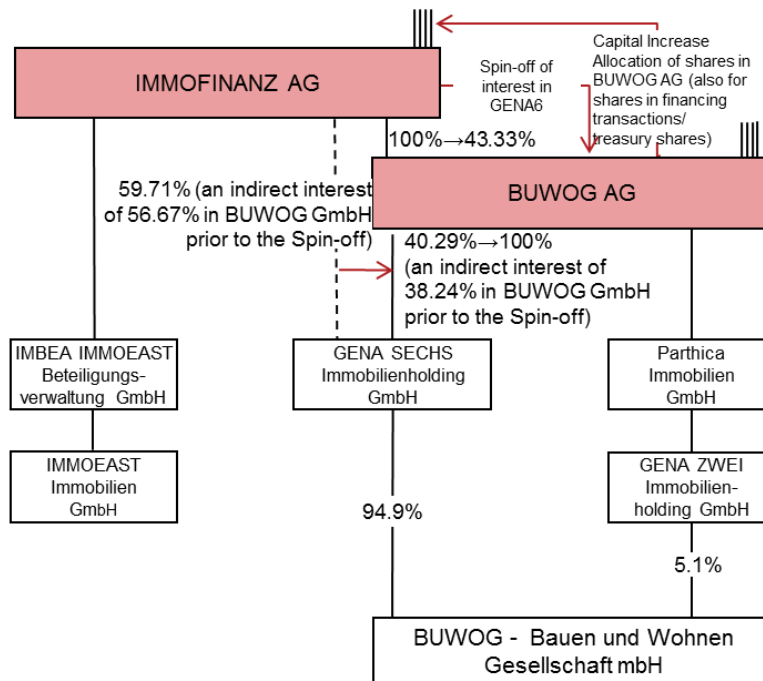 IMMOFINANZ AG
Spin-off of
interest in
GENA6
Capital Increase
Allocation of shares in
BUWOG AG (also for
shares in financing
transactions/
treasury shares)
100%→43.33%
59.71% (an indirect interest
of 56.67% in BUWOG GmbH
prior to the Spin-off)
BUWOG AG
40.29%→100%
(an indirect interest of
38.24% in BUWOG GmbH
prior to the Spin-off)
IMBEA IMMOEAST
Beteiligungs-
verwaltung GmbH
GENA SECHS
Immobilienholding
GmbH
Parthica
Immobilien
GmbH
IMMOEAST
Immobilien
GmbH
GENA ZWEI
Immobilien-
holding GmbH
94.9%
5.1%
BUWOG - Bauen und Wohnen
Gesellschaft mbH